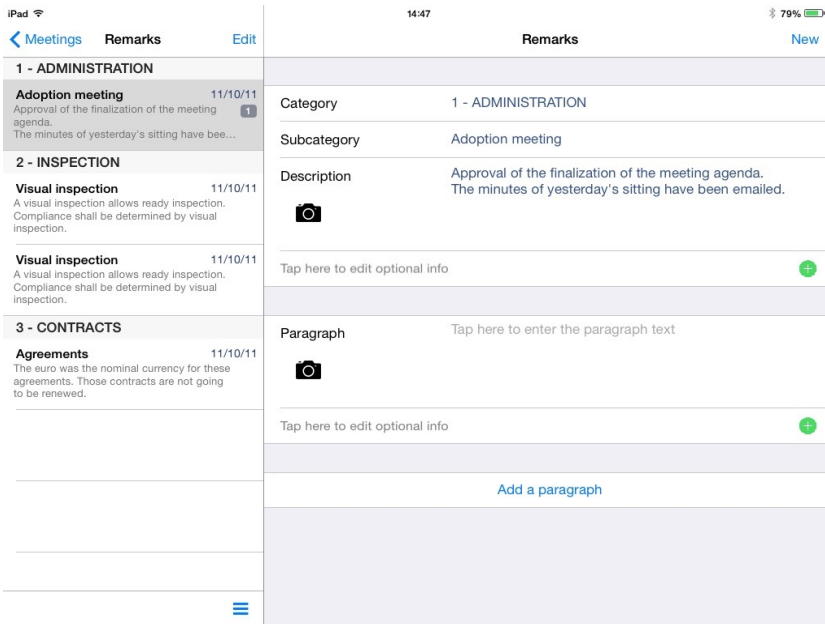 iPad
14:47
79%
Meetings
Remarks
Edit
1 - ADMINISTRATION
Adoption meeting 11/10/11
Approval of the finalization of the meeting 1
agenda.
The minutes of yesterday's sitting have bee...
2 - INSPECTION
Visual inspection 11/10/11
A visual inspection allows ready inspection.
Compliance shall be determined by visual
inspection.
Visual inspection 11/10/11
A visual inspection allows ready inspection.
Compliance shall be determined by visual
inspection.
3 - CONTRACTS
Agreements 11/10/11
The euro was the nominal currency for these
agreements. Those contracts are not going
to be renewed.
Remarks
New
Category 1 - ADMINISTRATION
Subcategory Adoption meeting
Description Approval of the finalization of the meeting agenda.
The minutes of yesterday's sitting have been emailed.
Tap here to edit optional info
Paragraph Tap here to enter the paragraph text
Tap here to edit optional info
Add a paragraph